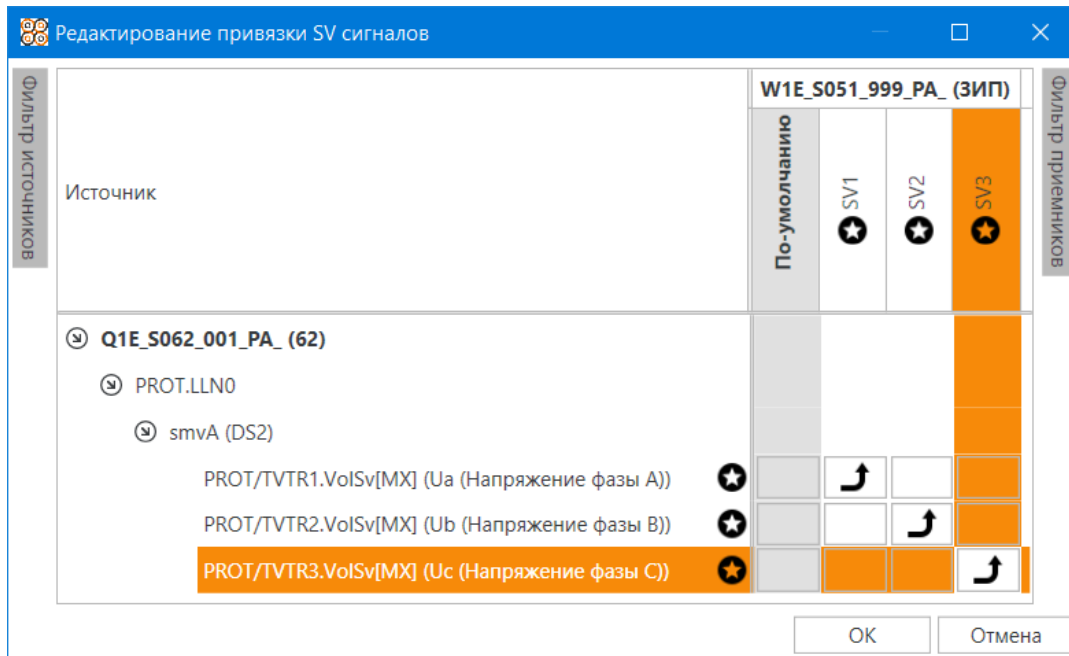 Редактирование привязки SV сигналов
Фильтр источников
Источник
W1E_S051_999_PA_ (ЗИП)
По-умолчанию
SV1
SV2
SV3
Фильтр приемников
Q1E_S062_001_PA_ (62)
PROT.LLN0
smvA (DS2)
PROT/TVTR1.VolSv[MX] (Ua (Напряжение фазы A))
PROT/TVTR2.VolSv[MX] (Ub (Напряжение фазы B))
PROT/TVTR3.VolSv[MX] (Uc (Напряжение фазы C))
ОК
Отмена